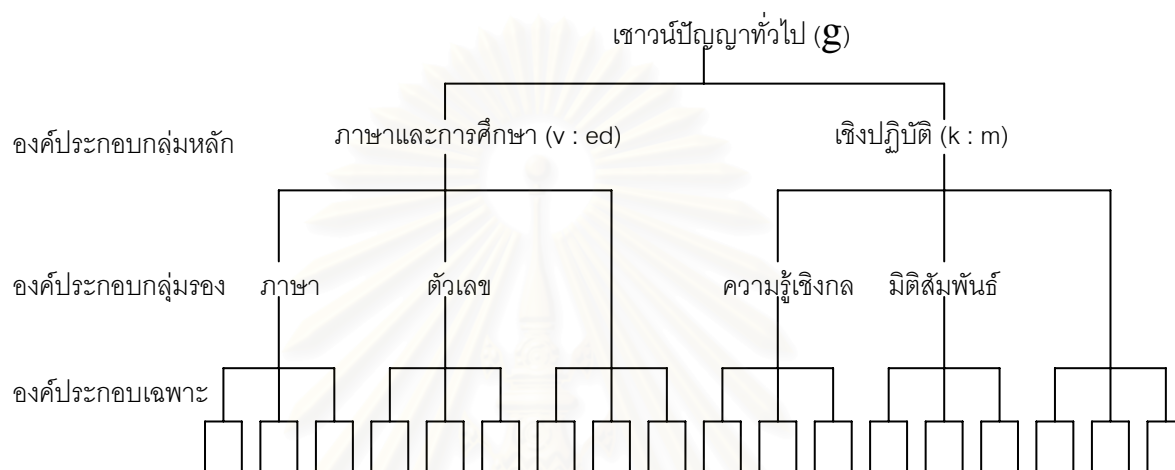 เชาวน์ปัญญาทั่วไป (g)
องค์ประกอบกลุ่มหลัก ภาษาและการศึกษา (v : ed) เชิงปฏิบัติ (k : m)
องค์ประกอบกลุ่มรอง ภาษา ตัวเลข ความรู้เชิงกล มิติสัมพันธ์
องค์ประกอบเฉพาะ